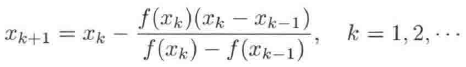 x_{k+1} = x_k - \frac{f(x_k)(x_k - x_{k-1})}{f(x_k) - f(x_{k-1})}, \quad k = 1, 2, \cdots